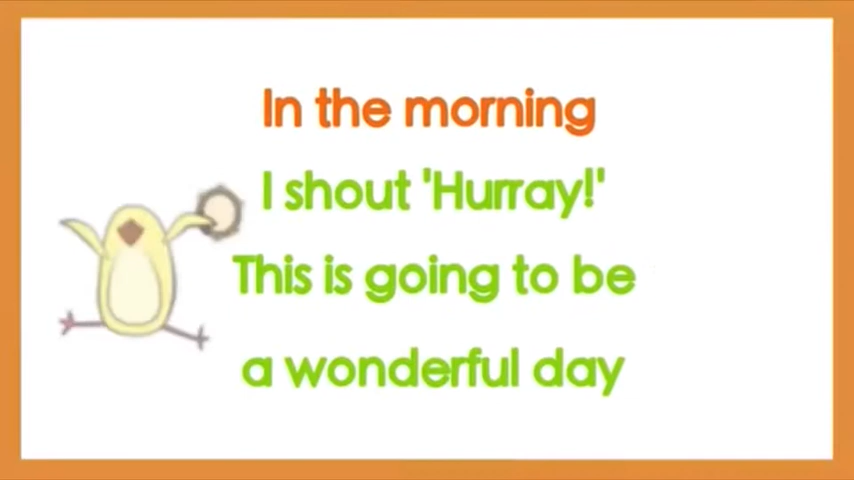 In the morning
I shout 'Hurray!'
This is going to be
a wonderful day